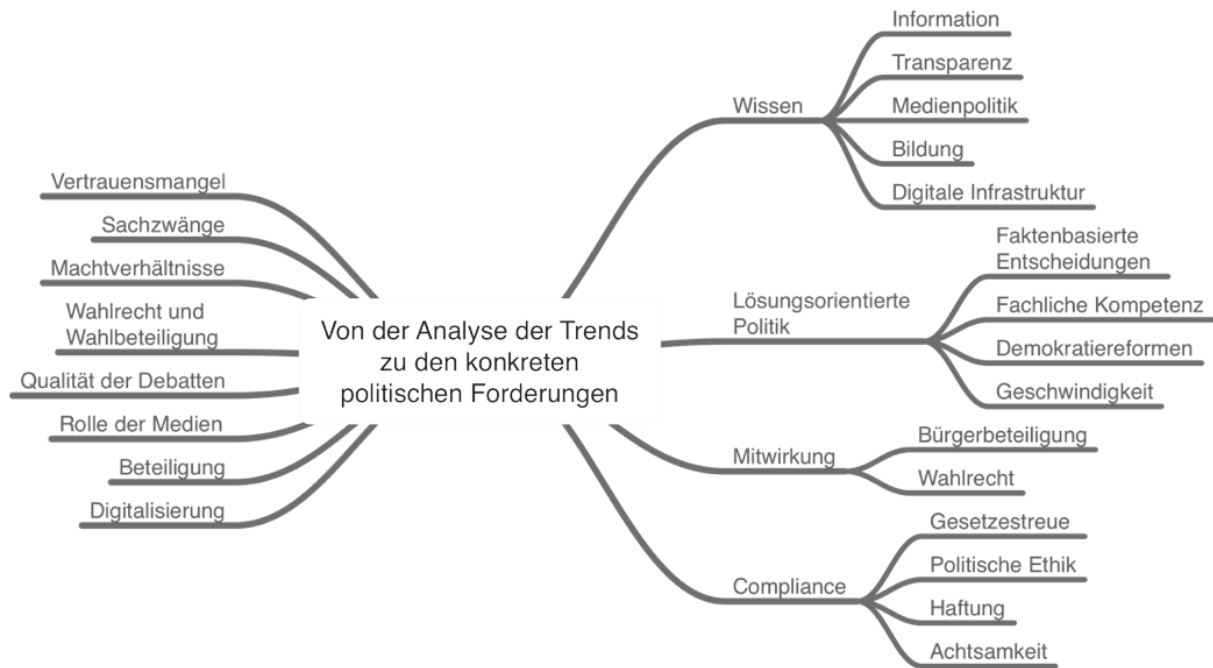 Von der Analyse der Trends
zu den konkreten
politischen Forderungen
Vertrauensmangel
Sachzwänge
Machtverhältnisse
Wahlrecht und
Wahlbeteiligung
Qualität der Debatten
Rolle der Medien
Beteiligung
Digitalisierung
Wissen
Information
Transparenz
Medienpolitik
Bildung
Digitale Infrastruktur
Lösungsorientierte
Politik
Faktenbasierte
Entscheidungen
Fachliche Kompetenz
Demokratiereformen
Geschwindigkeit
Mitwirkung
Bürgerbeteiligung
Wahlrecht
Compliance
Gesetzestreue
Politische Ethik
Haftung
Achtsamkeit